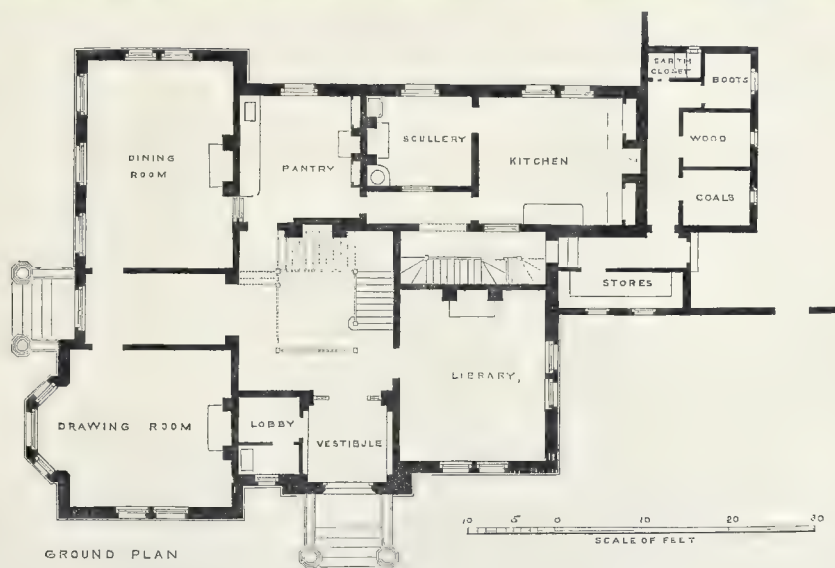 EARTH
CLOSET
BOOTS
DINING
ROOM
SCULLERY
WOOD
PANTRY
KITCHEN
COALS
STORES
LIBRARY,
DRAWING ROOM
LOBBY
VESTIBULE
10 5 0 10 20 30
SCALE OF FEET
GROUND PLAN